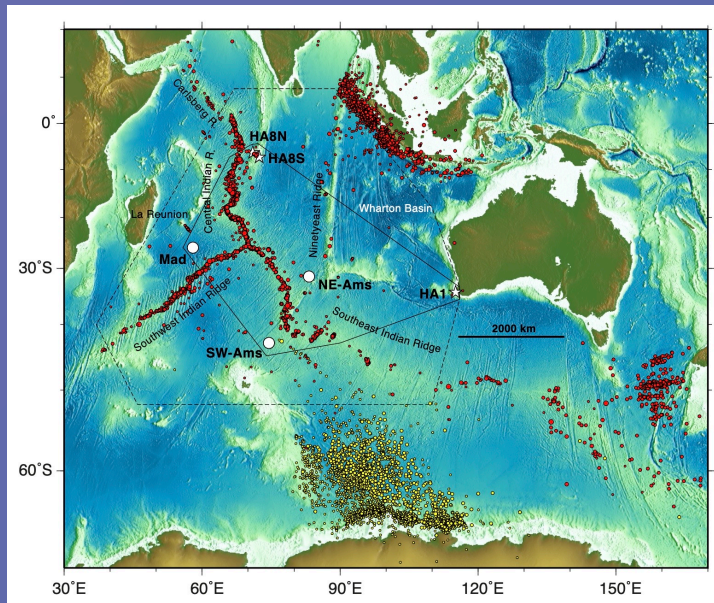 Carlsberg R.
0°
HA8N
HA8S
Central Indian R.
Ninetyeast Ridge
Wharton Basin
La Reunion
Mad
30°S
NE-Ams
HA1
Southwest Indian Ridge
Southeast Indian Ridge
2000 km
SW-Ams
60°S
30°E 60°E 90°E 120°E 150°E